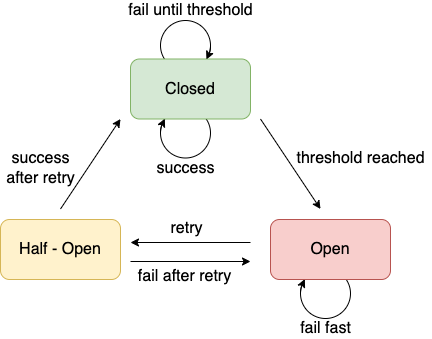 fail until threshold
Closed
success
success
after retry
threshold reached
retry
Half - Open
Open
fail after retry
fail fast